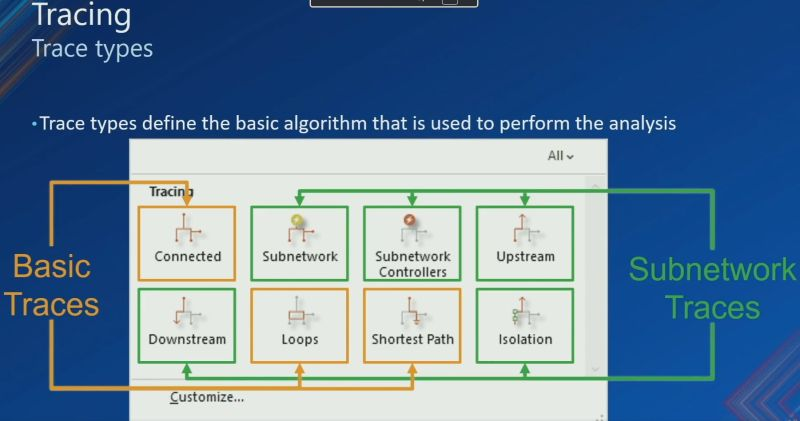 Tracing
Trace types
•Trace types define the basic algorithm that is used to perform the analysis
All
Tracing
Connected
Subnetwork
Subnetwork
Controllers
Upstream
Basic
Traces
Subnetwork
Traces
Downstream
Loops
Shortest Path
Isolation
Customize...